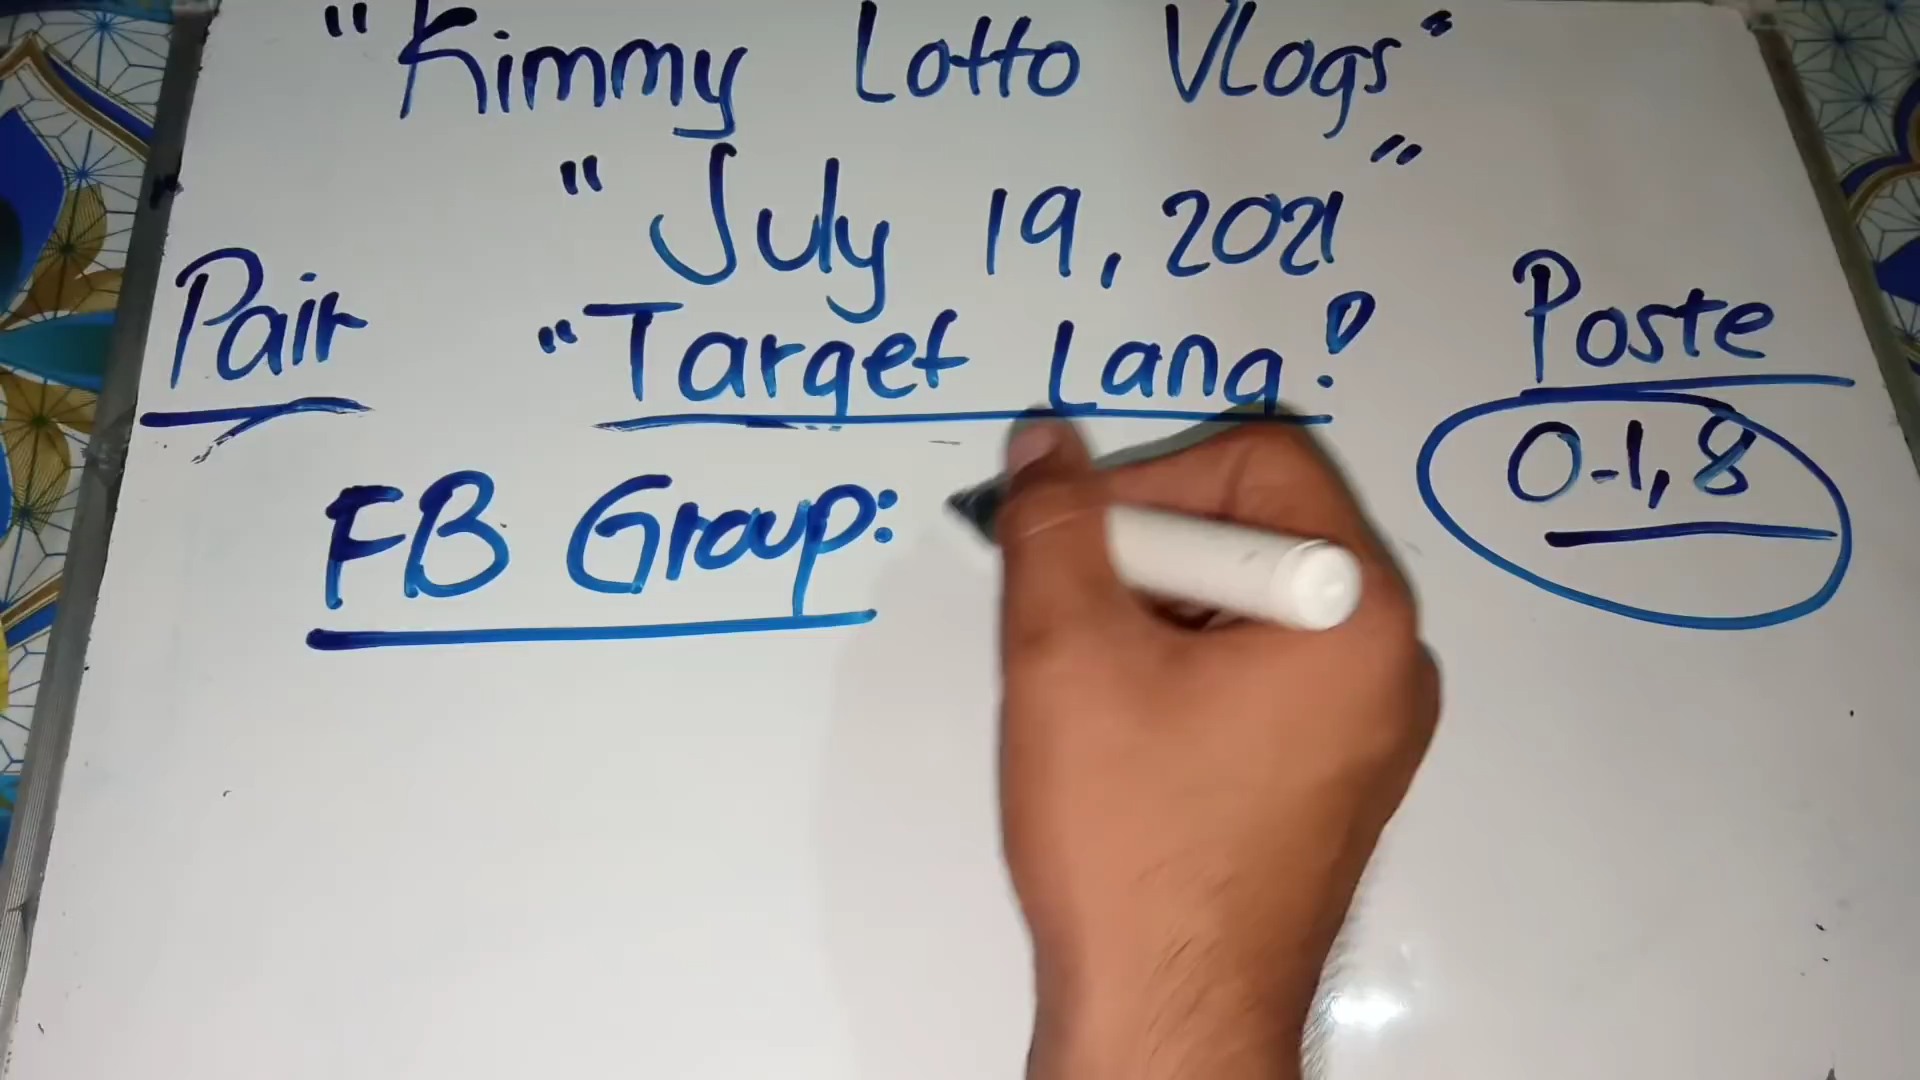 "Kimmy Lotto Vlogs"
"July 19, 2021"
Pair
"Target Lang!
Poste
0-1,8
FB Group: